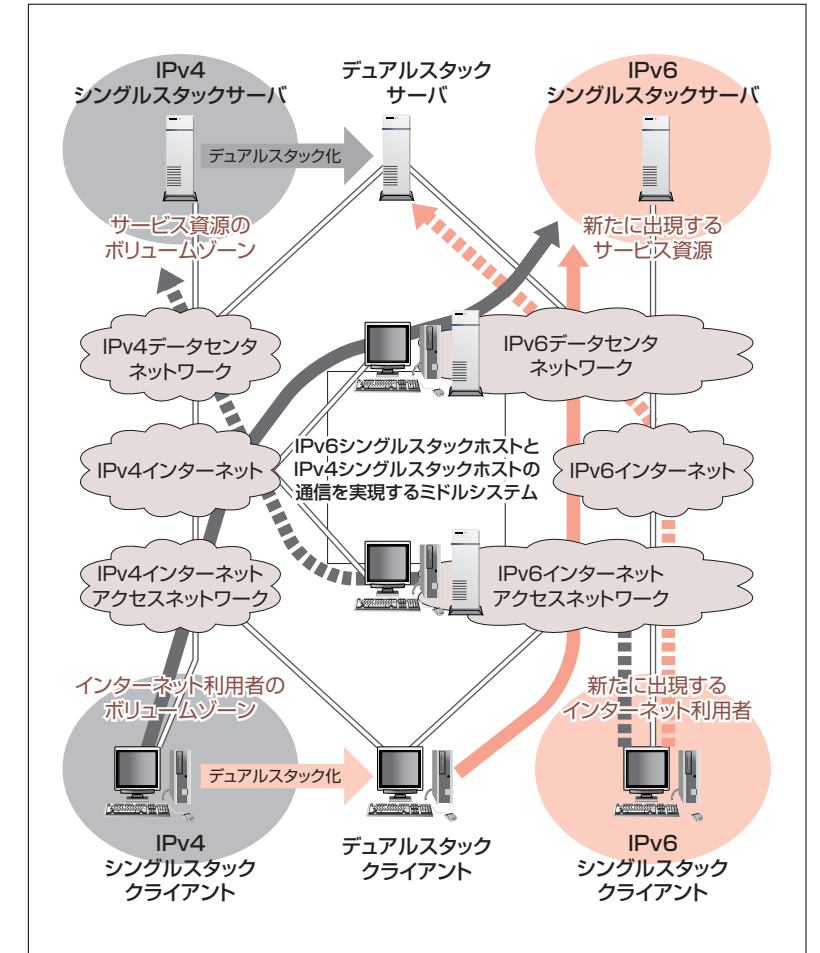 IPv4
シングルスタックサーバ
デュアルスタック
サーバ
IPv6
シングルスタックサーバ
デュアルスタック化
サービス資源の
ボリュームゾーン
新たに出現する
サービス資源
IPv4データセンタ
ネットワーク
IPv6データセンタ
ネットワーク
IPv4インターネット
IPv6シングルスタックホストと
IPv4シングルスタックホストの
通信を実現するミドルシステム
IPv6インターネット
IPv4インターネット
アクセスネットワーク
IPv6インターネット
アクセスネットワーク
インターネット利用者の
ボリュームゾーン
新たに出現する
インターネット利用者
デュアルスタック化
IPv4
シングルスタック
クライアント
デュアルスタック
クライアント
IPv6
シングルスタック
クライアント